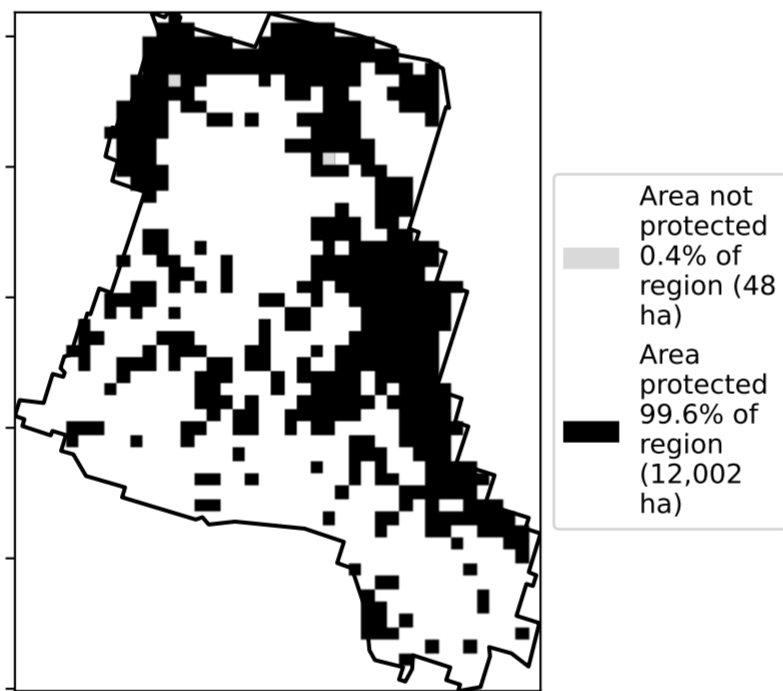 Area not
protected
0.4% of
region (48
ha)
Area
protected
99.6% of
region
(12,002
ha)